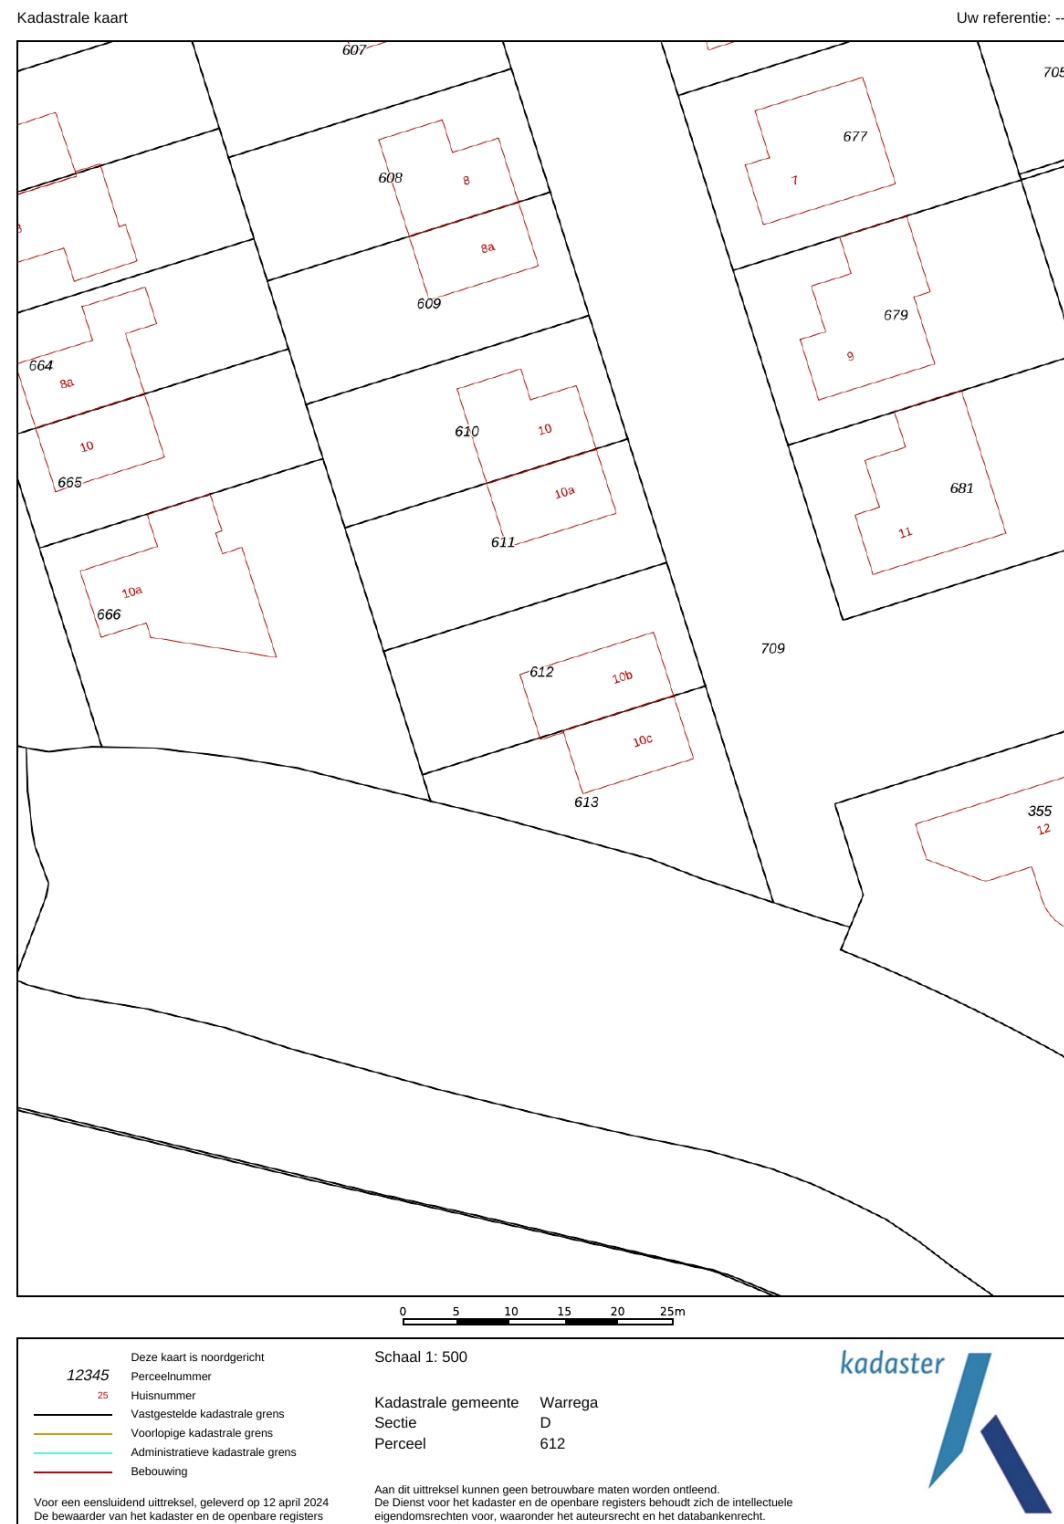 Kadastrale kaart
Uw referentie: --
607
705
677
608
8
7
8a
609
679
9
664
8a
610
10
10
665
10a
611
681
11
10a
666
612
10b
709
10c
613
355
12
0 5 10 15 20 25m
Deze kaart is noordgericht
12345 Perceelnummer
25 Huisnummer
Vastgestelde kadastrale grens
Voorlopige kadastrale grens
Administratieve kadastrale grens
Bebouwing
Voor een eensluidend uittreksel, geleverd op 12 april 2024
De bewaarder van het kadaster en de openbare registers
Schaal 1: 500
Kadastrale gemeente Warrega
Sectie D
Perceel 612
Aan dit uittreksel kunnen geen betrouwbare maten worden ontleend.
De Dienst voor het kadaster en de openbare registers behoudt zich de intellectuele
eigendomsrechten voor, waaronder het auteursrecht en het databankenrecht.
kadaster